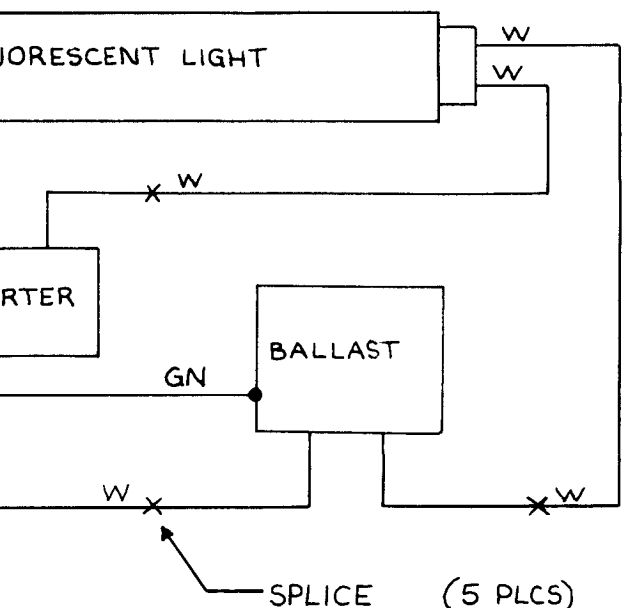 UORESCENT LIGHT
W
W
W
RTER
BALLAST
GN
W
W
SPLICE (5 PLCS)